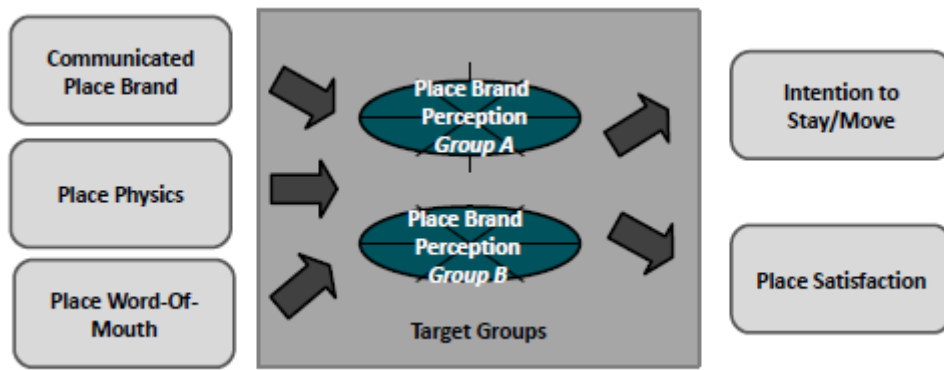 Communicated
Place Brand
Place Physics
Place Word-Of-
Mouth
Place Brand
Perception
Group A
Place Brand
Perception
Group B
Target Groups
Intention to
Stay/Move
Place Satisfaction